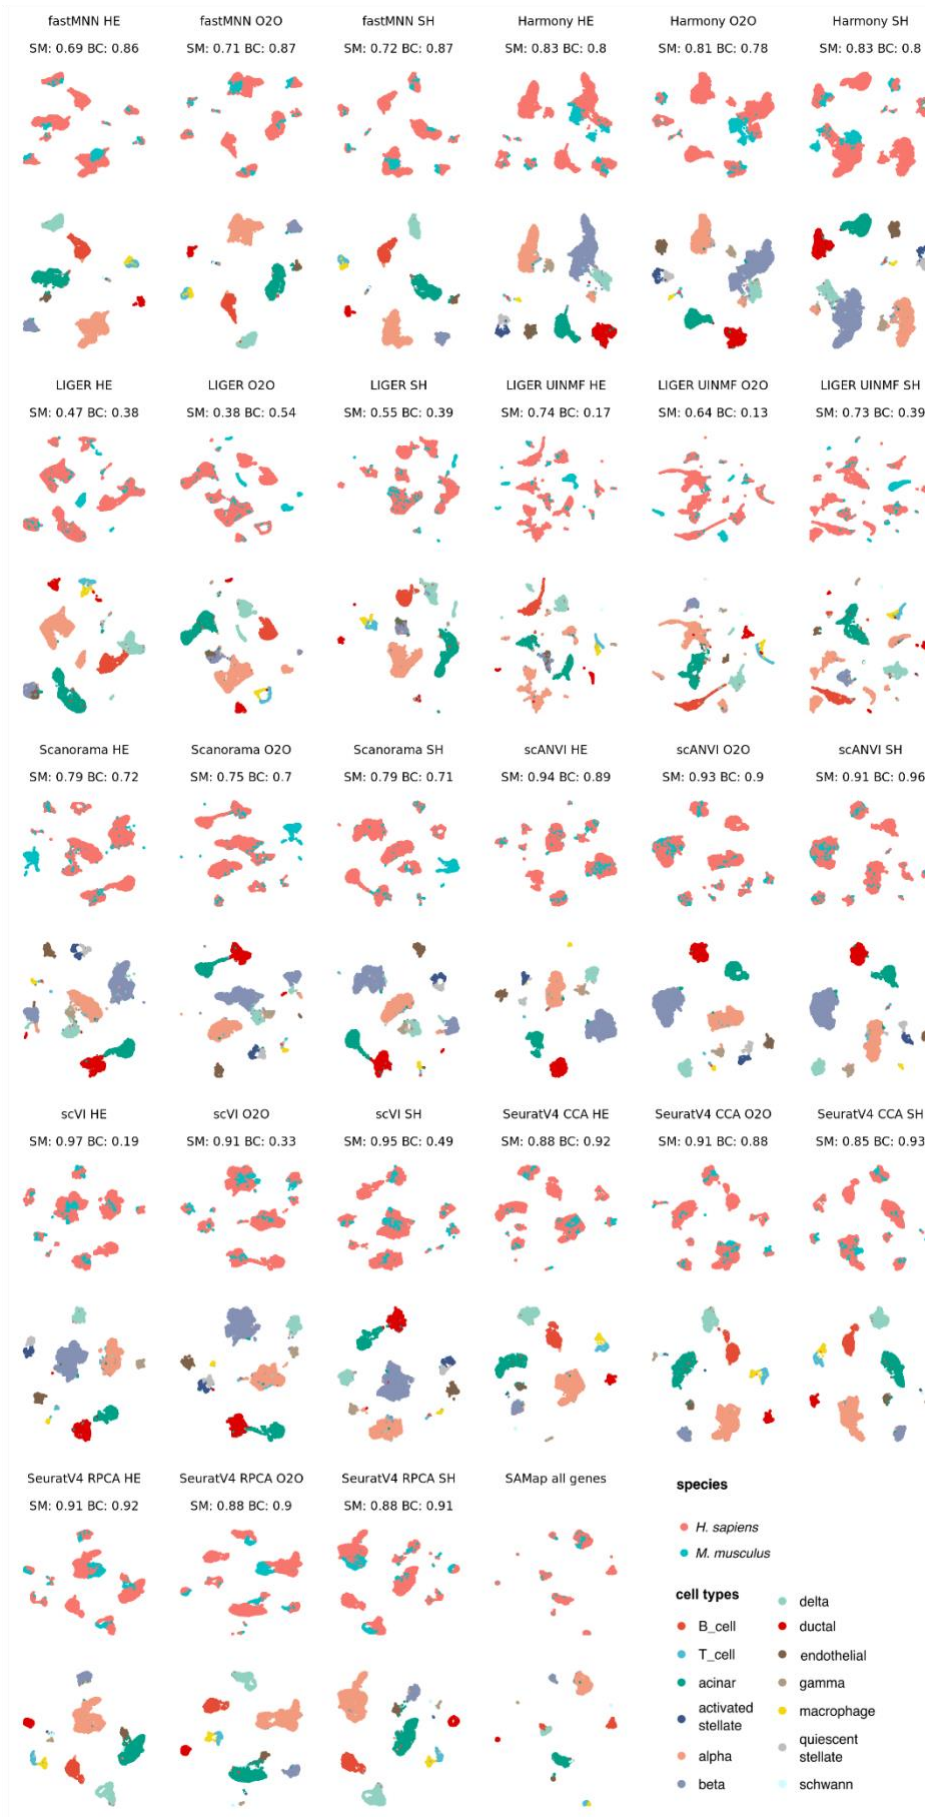 fastMNN HE fastMNN O2O fastMNN SH Harmony HE Harmony O2O Harmony SH
SM: 0.69 BC: 0.86 SM: 0.71 BC: 0.87 SM: 0.72 BC: 0.87 SM: 0.83 BC: 0.8 SM: 0.81 BC: 0.78 SM: 0.83 BC: 0.8
LIGER HE LIGER O2O LIGER SH LIGER UINMF HE LIGER UINMF O2O LIGER UINMF SH
SM: 0.47 BC: 0.38 SM: 0.38 BC: 0.54 SM: 0.55 BC: 0.39 SM: 0.74 BC: 0.17 SM: 0.64 BC: 0.13 SM: 0.73 BC: 0.39
Scanorama HE Scanorama O2O Scanorama SH scANVI HE scANVI O2O scANVI SH
SM: 0.79 BC: 0.72 SM: 0.75 BC: 0.7 SM: 0.79 BC: 0.71 SM: 0.94 BC: 0.89 SM: 0.93 BC: 0.9 SM: 0.91 BC: 0.96
scVI HE scVI O2O scVI SH SeuratV4 CCA HE SeuratV4 CCA O2O SeuratV4 CCA SH
SM: 0.97 BC: 0.19 SM: 0.91 BC: 0.33 SM: 0.95 BC: 0.49 SM: 0.88 BC: 0.92 SM: 0.91 BC: 0.88 SM: 0.85 BC: 0.93
SeuratV4 RPCA HE SeuratV4 RPCA O2O SeuratV4 RPCA SH SAMap all genes
SM: 0.91 BC: 0.92 SM: 0.88 BC: 0.9 SM: 0.88 BC: 0.91
species
H. sapiens
M. musculus
cell types
B_cell
T_cell
acinar
activated
stellate
alpha
beta
delta
ductal
endothelial
gamma
macrophage
quiescent
stellate
schwann